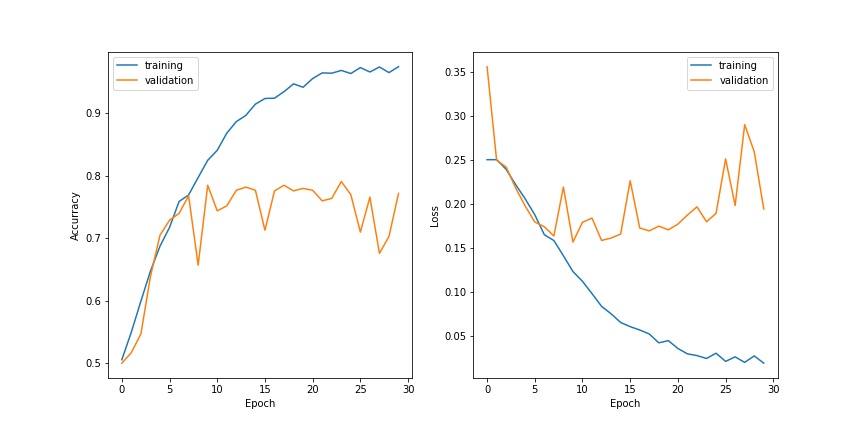 training
validation
0.9
0.8
0.7
0.6
0.5
Accurracy
0 5 10 15 20 25 30
Epoch
training
validation
0.35
0.30
0.25
0.20
0.15
0.10
0.05
Loss
0 5 10 15 20 25 30
Epoch